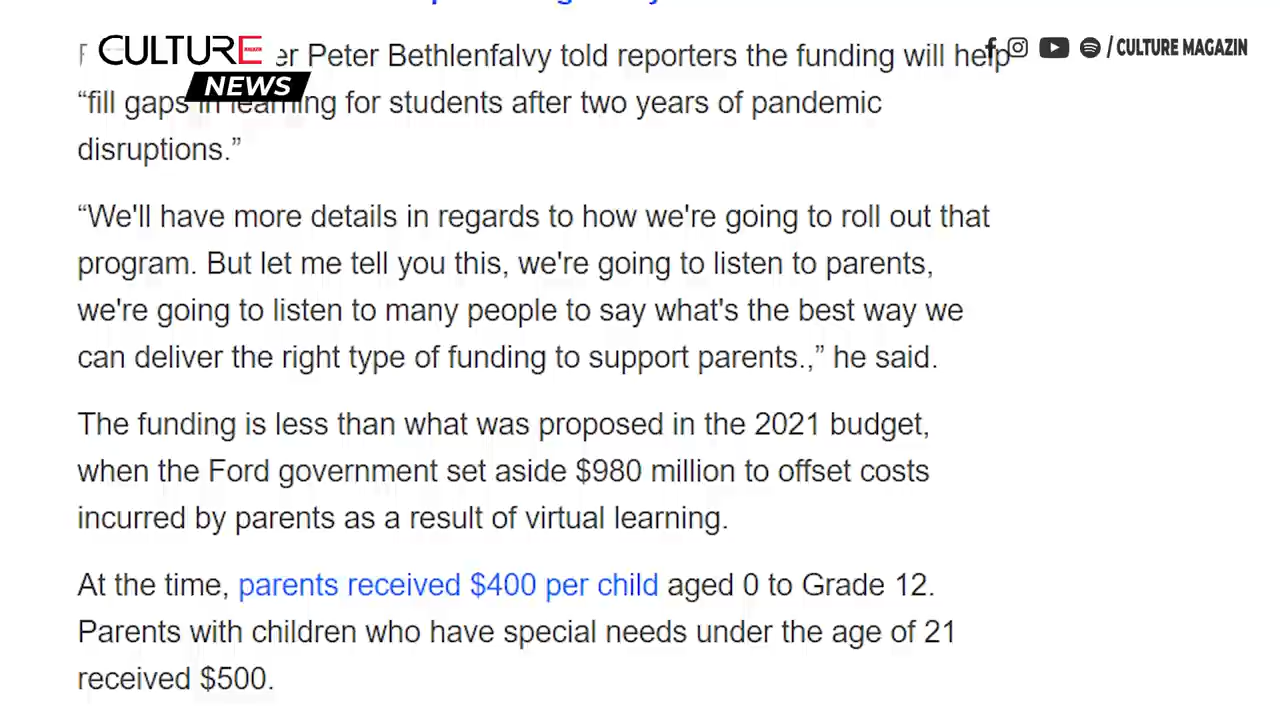 CULTURE
NEWS
/ CULTURE MAGAZIN
er Peter Bethlenfalvy told reporters the funding will help
“fill gaps in learning for students after two years of pandemic
disruptions.”
“We'll have more details in regards to how we're going to roll out that
program. But let me tell you this, we're going to listen to parents,
we're going to listen to many people to say what's the best way we
can deliver the right type of funding to support parents.,” he said.
The funding is less than what was proposed in the 2021 budget,
when the Ford government set aside $980 million to offset costs
incurred by parents as a result of virtual learning.
At the time, parents received $400 per child aged 0 to Grade 12.
Parents with children who have special needs under the age of 21
received $500.